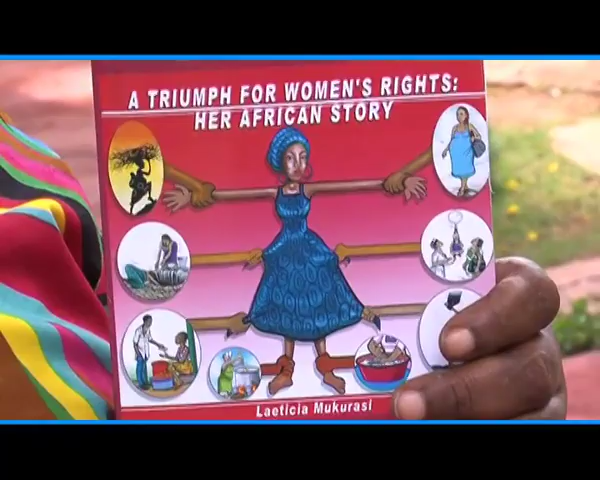 A TRIUMPH FOR WOMEN'S RIGHTS:
HER AFRICAN STORY
Laeticia Mukurasi